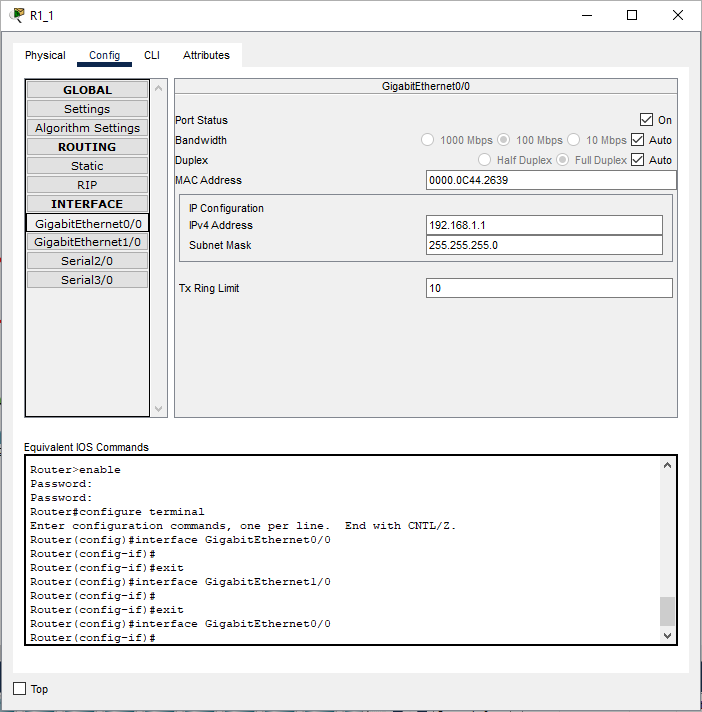 R1_1
Physical Config CLI Attributes
GLOBAL
Settings
Algorithm Settings
ROUTING
Static
RIP
INTERFACE
GigabitEthernet0/0
GigabitEthernet1/0
Serial2/0
Serial3/0
GigabitEthernet0/0
Port Status On
Bandwidth 1000 Mbps 100 Mbps 10 Mbps Auto
Duplex Half Duplex Full Duplex Auto
MAC Address 0000.0C44.2639
IP Configuration
IPv4 Address 192.168.1.1
Subnet Mask 255.255.255.0
Tx Ring Limit 10
Equivalent IOS Commands
Router>enable
Password:
Password:
Router#configure terminal
Enter configuration commands, one per line.  End with CNTL/Z.
Router(config)#interface GigabitEthernet0/0
Router(config-if)#
Router(config-if)#exit
Router(config)#interface GigabitEthernet1/0
Router(config-if)#
Router(config-if)#exit
Router(config)#interface GigabitEthernet0/0
Router(config-if)#
Top